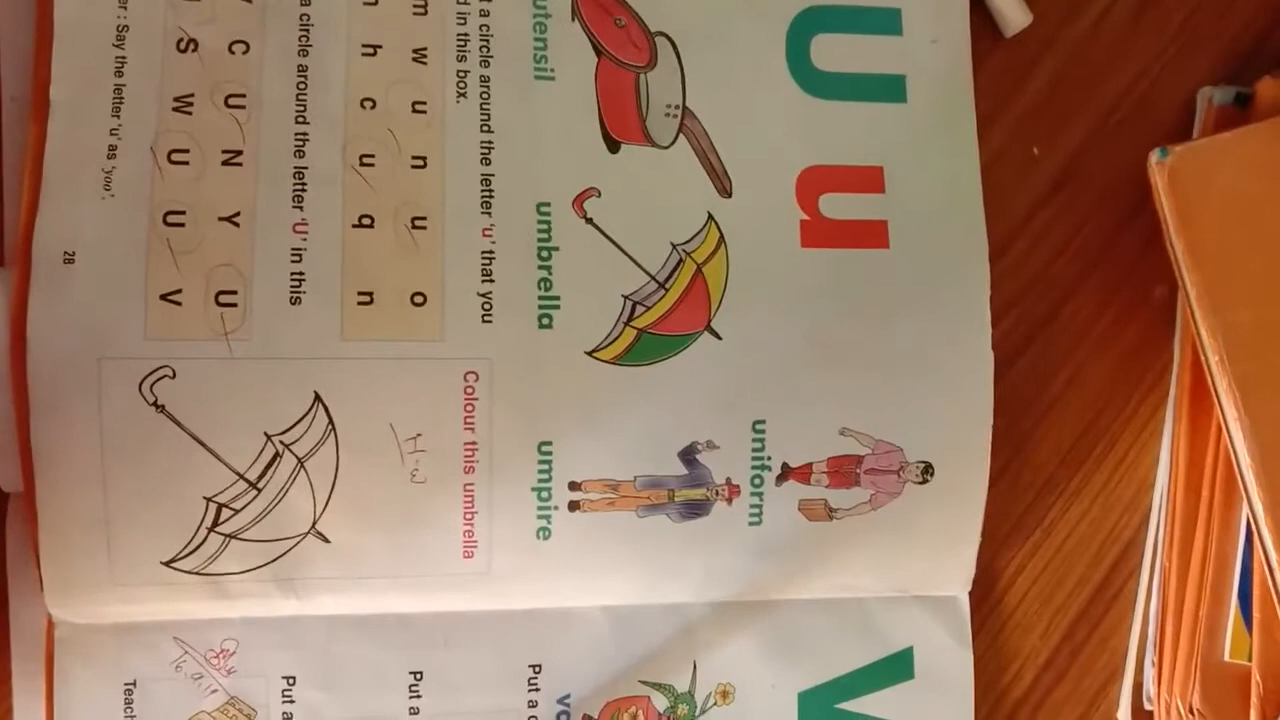 U u
uniform
utensil umbrella umpire
t a circle around the letter 'u' that you
d in this box.
m w u n u o
h c u q n
a circle around the letter 'U' in this
C U N Y U
S W U U V
er : Say the letter 'u' as 'yoo'.
28
Colour this umbrella
H.W
V
Put a
Put a
Put a
Teach